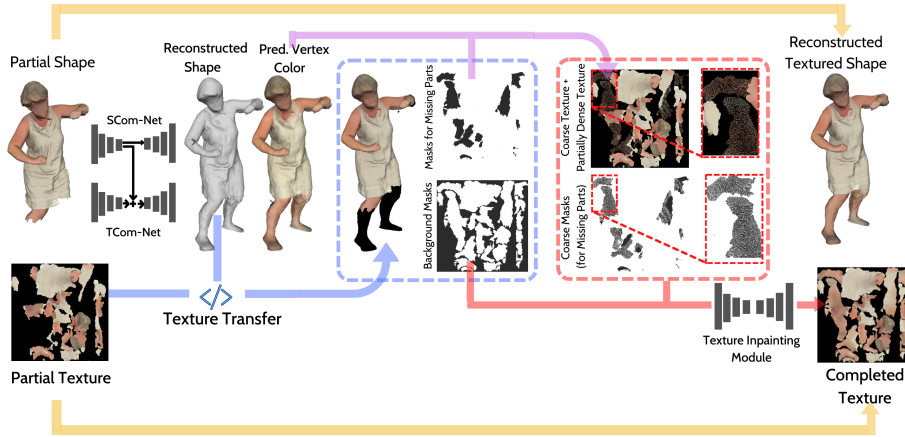 Partial Shape
SCom-Net
TCom-Net
Reconstructed
Shape
Pred. Vertex
Color
Masks for Missing Parts
Background Masks
Coarse Texture +
Partially Dense Texture
Coarse Masks
(for Missing Parts)
Reconstructed
Textured Shape
</>
Texture Transfer
Partial Texture
Texture Inpainting
Module
Completed
Texture